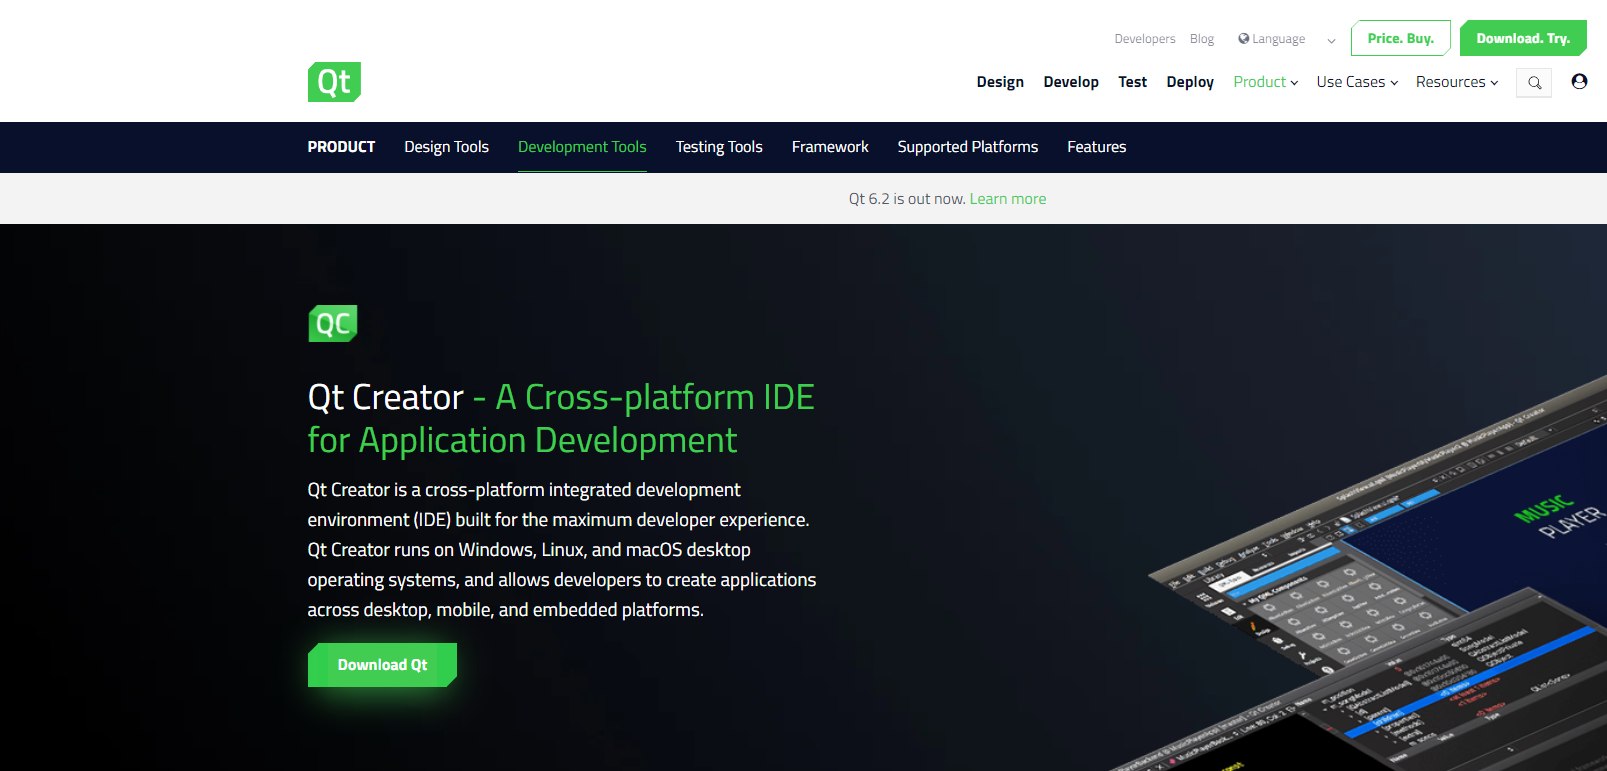 Developers Blog Language
Price. Buy.
Download. Try.
Qt
Design Develop Test Deploy Product Use Cases Resources
PRODUCT Design Tools Development Tools Testing Tools Framework Supported Platforms Features
Qt 6.2 is out now. Learn more
QC
Qt Creator - A Cross-platform IDE
for Application Development
Qt Creator is a cross-platform integrated development
environment (IDE) built for the maximum developer experience.
Qt Creator runs on Windows, Linux, and macOS desktop
operating systems, and allows developers to create applications
across desktop, mobile, and embedded platforms.
Download Qt
MUSIC
PLAYER
My QML Components